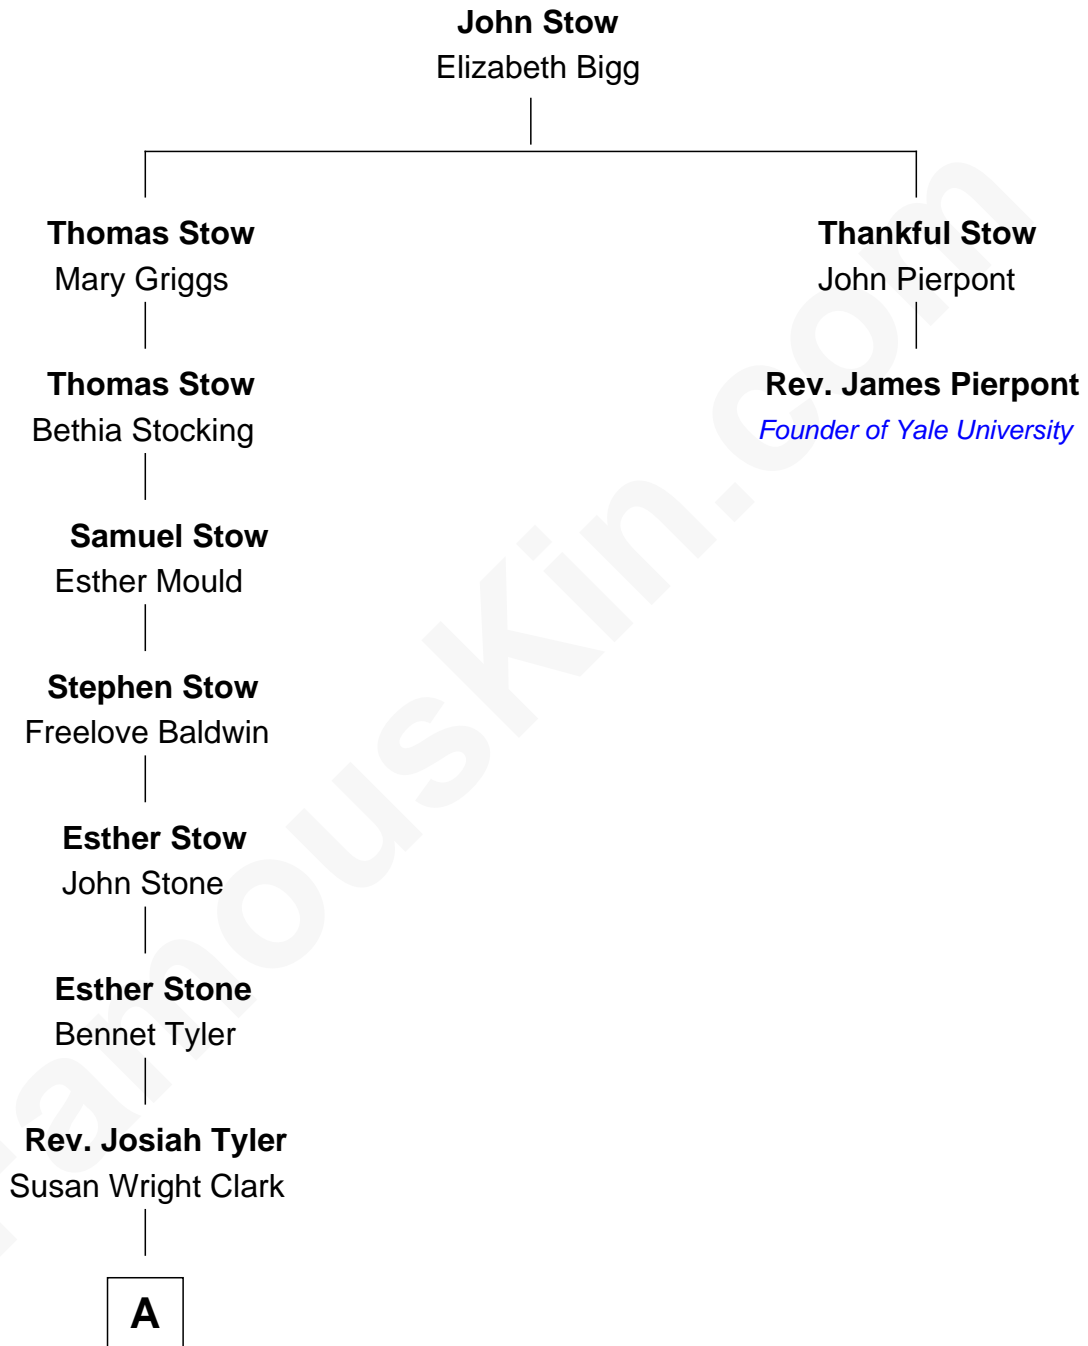 John Stow
Elizabeth Bigg
Thomas Stow
Mary Griggs
Thankful Stow
John Pierpont
Thomas Stow
Bethia Stocking
Rev. James Pierpont
Founder of Yale University
Samuel Stow
Esther Mould
Stephen Stow
Freelove Baldwin
Esther Stow
John Stone
Esther Stone
Bennet Tyler
Rev. Josiah Tyler
Susan Wright Clark
A
FamousKin.com